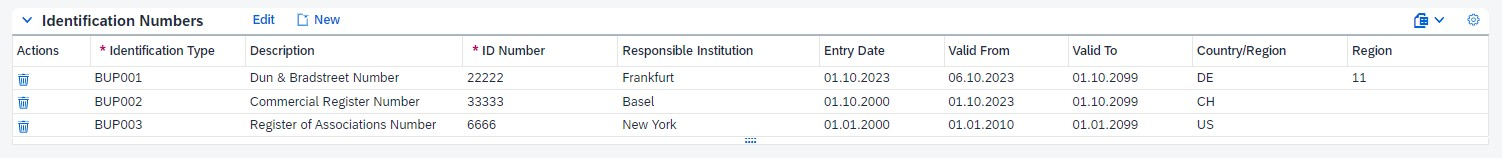 Identification Numbers Edit New
Actions * Identification Type Description * ID Number Responsible Institution Entry Date Valid From Valid To Country/Region Region
BUP001 Dun & Bradstreet Number 22222 Frankfurt 01.10.2023 06.10.2023 01.10.2099 DE 11
BUP002 Commercial Register Number 33333 Basel 01.10.2000 01.10.2023 01.10.2099 CH
BUP003 Register of Associations Number 6666 New York 01.01.2000 01.01.2010 01.01.2099 US